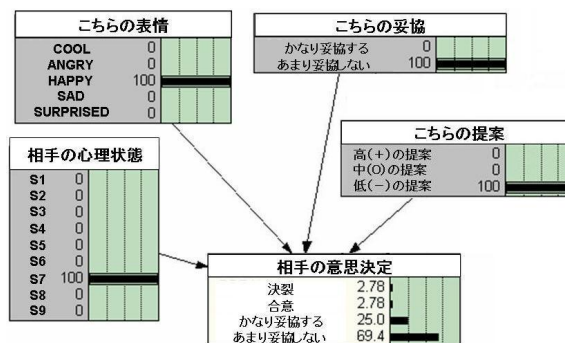 こちらの表情
COOL 0
ANGRY 0
HAPPY 100
SAD 0
SURPRISED 0
こちらの妥協
かなり妥協する 0
あまり妥協しない 100
こちらの提案
高(+)の提案 0
中(O)の提案 0
低(−)の提案 100
相手の心理状態
S1 0
S2 0
S3 0
S4 0
S5 0
S6 0
S7 100
S8 0
S9 0
相手の意思決定
決裂 2.78
合意 2.78
かなり妥協する 25.0
あまり妥協しない 69.4